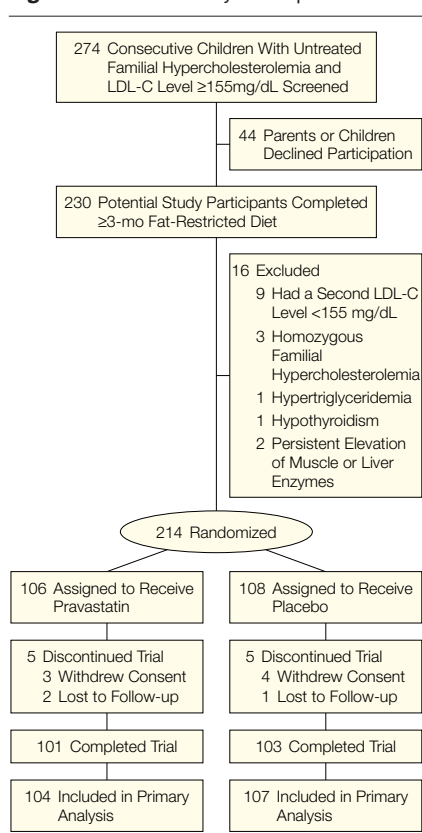 274 Consecutive Children With Untreated
Familial Hypercholesterolemia and
LDL-C Level ≥155mg/dL Screened
44 Parents or Children
Declined Participation
230 Potential Study Participants Completed
≥3-mo Fat-Restricted Diet
16 Excluded
9 Had a Second LDL-C
Level <155 mg/dL
3 Homozygous
Familial
Hypercholesterolemia
1 Hypertriglyceridemia
1 Hypothyroidism
2 Persistent Elevation
of Muscle or Liver
Enzymes
214 Randomized
106 Assigned to Receive
Pravastatin
5 Discontinued Trial
3 Withdrew Consent
2 Lost to Follow-up
101 Completed Trial
104 Included in Primary
Analysis
108 Assigned to Receive
Placebo
5 Discontinued Trial
4 Withdrew Consent
1 Lost to Follow-up
103 Completed Trial
107 Included in Primary
Analysis